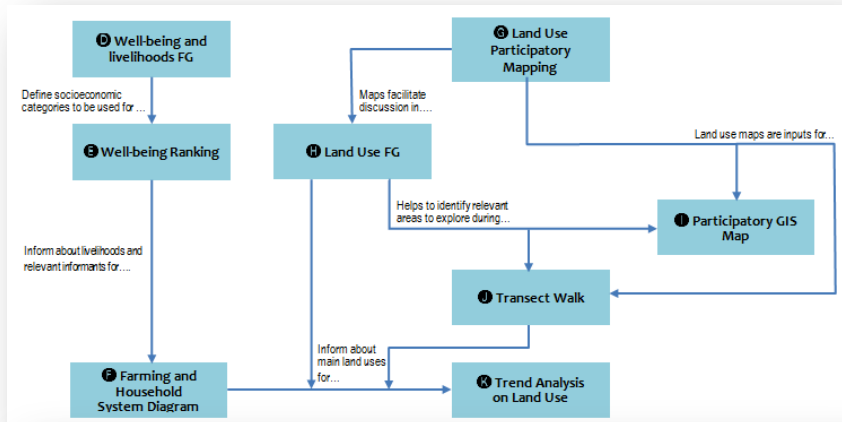 D Well-being and
livelihoods FG
G Land Use
Participatory
Mapping
Define socioeconomic
categories to be used for ...
Maps facilitate
discussion in....
Land use maps are inputs for...
E Well-being Ranking
H Land Use FG
Helps to identify relevant
areas to explore during...
I Participatory GIS
Map
Inform about livelihoods and
relevant informants for....
J Transect Walk
Inform about
main land uses
for...
F Farming and
Household
System Diagram
K Trend Analysis
on Land Use